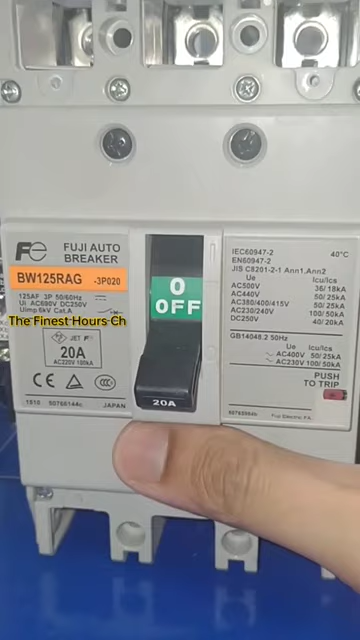 Fe
FUJI AUTO
BREAKER
BW125RAG -3P020
125AF 3P 50/60Hz
Ui AC690V DC250V
Uimp 6kV Cat.A
The Finest Hours Ch
JET
20A
AC220V 100kA
CE
CCC
1510 50766144c JAPAN
O
OFF
20A
IEC60947-2 40°C
EN60947-2
JIS C8201-2-1 Ann1,Ann2
Ue Icu/Ics
AC500V 36/18kA
AC440V 50/25kA
AC380/400/415V 50/25kA
AC230/240V 100/50kA
DC250V 40/20kA
GB14048.2 50Hz
Ue Icu/Ics
AC400V 50/25kA
AC230V 100/50kA
PUSH
TO TRIP
Fuji Electric FA